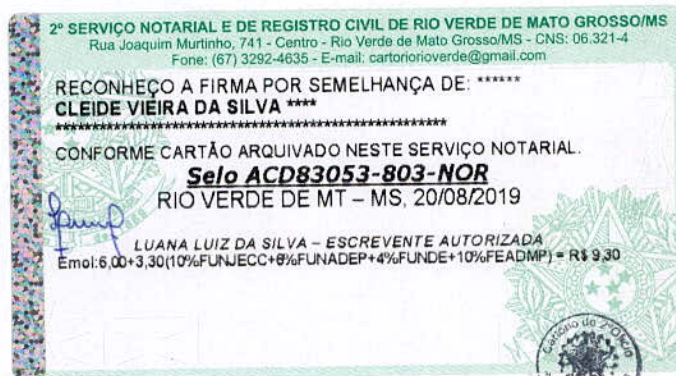 2º SERVIÇO NOTARIAL E DE REGISTRO CIVIL DE RIO VERDE DE MATO GROSSO/MS
Rua Joaquim Murtinho, 741 - Centro - Rio Verde de Mato Grosso/MS - CNS: 06.321-4
Fone: (67) 3292-4635 - E-mail: cartoriorioverde@gmail.com
RECONHEÇO A FIRMA POR SEMELHANÇA DE: ******
CLEIDE VIEIRA DA SILVA ****
******************************************************
CONFORME CARTÃO ARQUIVADO NESTE SERVIÇO NOTARIAL.
Selo ACD83053-803-NOR
RIO VERDE DE MT – MS, 20/08/2019
LUANA LUIZ DA SILVA – ESCREVENTE AUTORIZADA
Emol:6,00+3,30(10%FUNJECC+6%FUNADEP+4%FUNDE+10%FEADMP) = R$ 9,30
Cartório do 2º Ofício